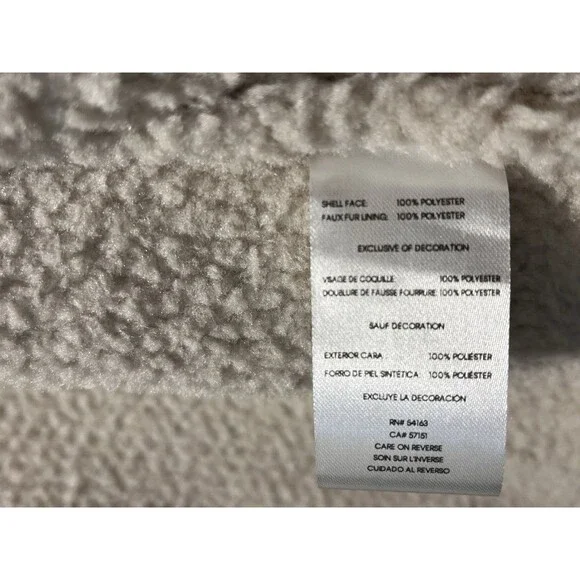 SHELL FACE: 100% POLYESTER
FAUX FUR LINING: 100% POLYESTER
EXCLUSIVE OF DECORATION
VISAGE DE COQUILLE: 100% POLYESTER
DOUBLURE DE FAUSSE FOURRURE: 100% POLYESTER
SAUF DÉCORATION
EXTERIOR CARA 100% POLIÉSTER
FORRO DE PIEL SINTÉTICA 100% POLIÉSTER
EXCLUYE LA DECORACIÓN
RN# 54163
CA# 57151
CARE ON REVERSE
SOIN SUR L'INVERSE
CUIDADO AL REVERSO